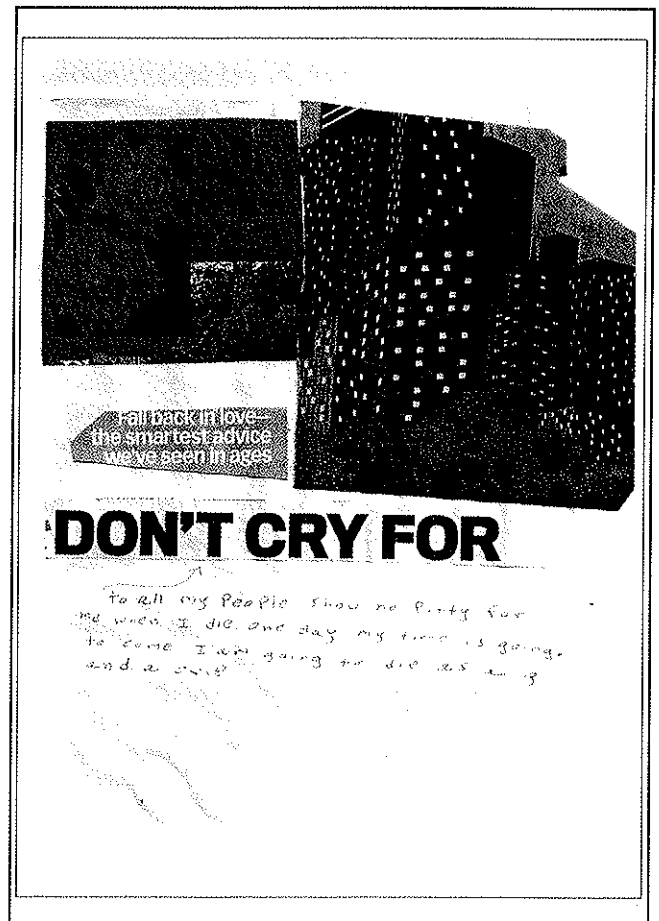 Fall back in love–
the smartest advice
we've seen in ages
DON'T CRY FOR
to all my People show no Pirty for
me when I die one day my time is going.
to come I am going to die as an g
and a